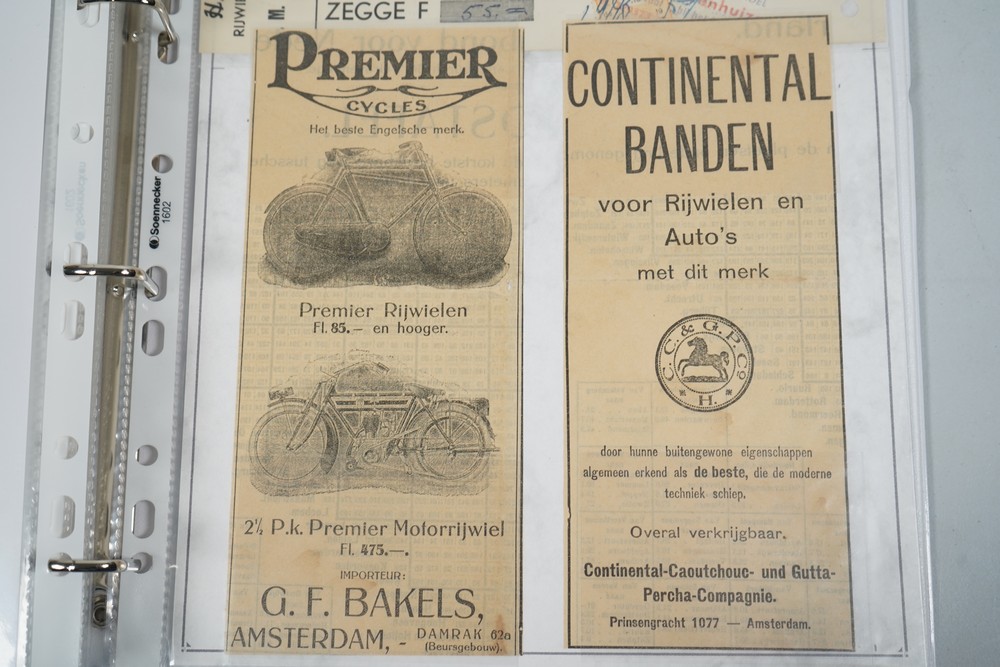 RIJWI
M.
ZEGGE F 55.=
Soennecker
1602
PREMIER
CYCLES
Het beste Engelsche merk.
Premier Rijwielen
Fl. 85.— en hooger.
2½ P.k. Premier Motorrijwiel
Fl. 475.—.
IMPORTEUR:
G. F. BAKELS,
AMSTERDAM, - DAMRAK 62a
(Beursgebouw).
CONTINENTAL
BANDEN
voor Rijwielen en
Auto's
met dit merk
C. C. & G. P. Co
H.
door hunne buitengewone eigenschappen
algemeen erkend als de beste, die de moderne
techniek schiep.
Overal verkrijgbaar.
Continental-Caoutchouc- und Gutta-
Percha-Compagnie.
Prinsengracht 1077 — Amsterdam.